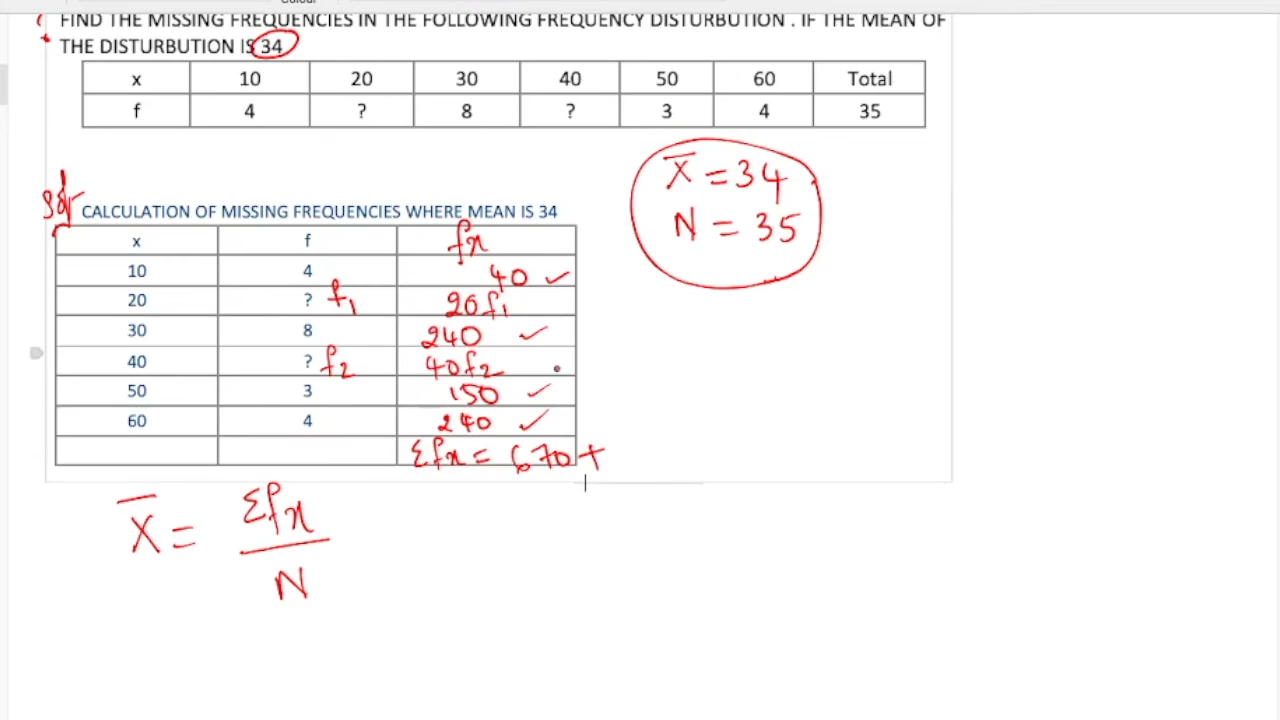 Colour
FIND THE MISSING FREQUENCIES IN THE FOLLOWING FREQUENCY DISTURBUTION . IF THE MEAN OF
THE DISTURBUTION IS 34
x 10 20 30 40 50 60 Total
f 4 ? 8 ? 3 4 35
X̅ = 34
N = 35
Sol
CALCULATION OF MISSING FREQUENCIES WHERE MEAN IS 34
x f fx
10 4 40 ✓
20 ? f₁ 20f₁
30 8 240 ✓
40 ? f₂ 40f₂
50 3 150 ✓
60 4 240 ✓
Σfx = 670 +
X̅ = Σfx
N